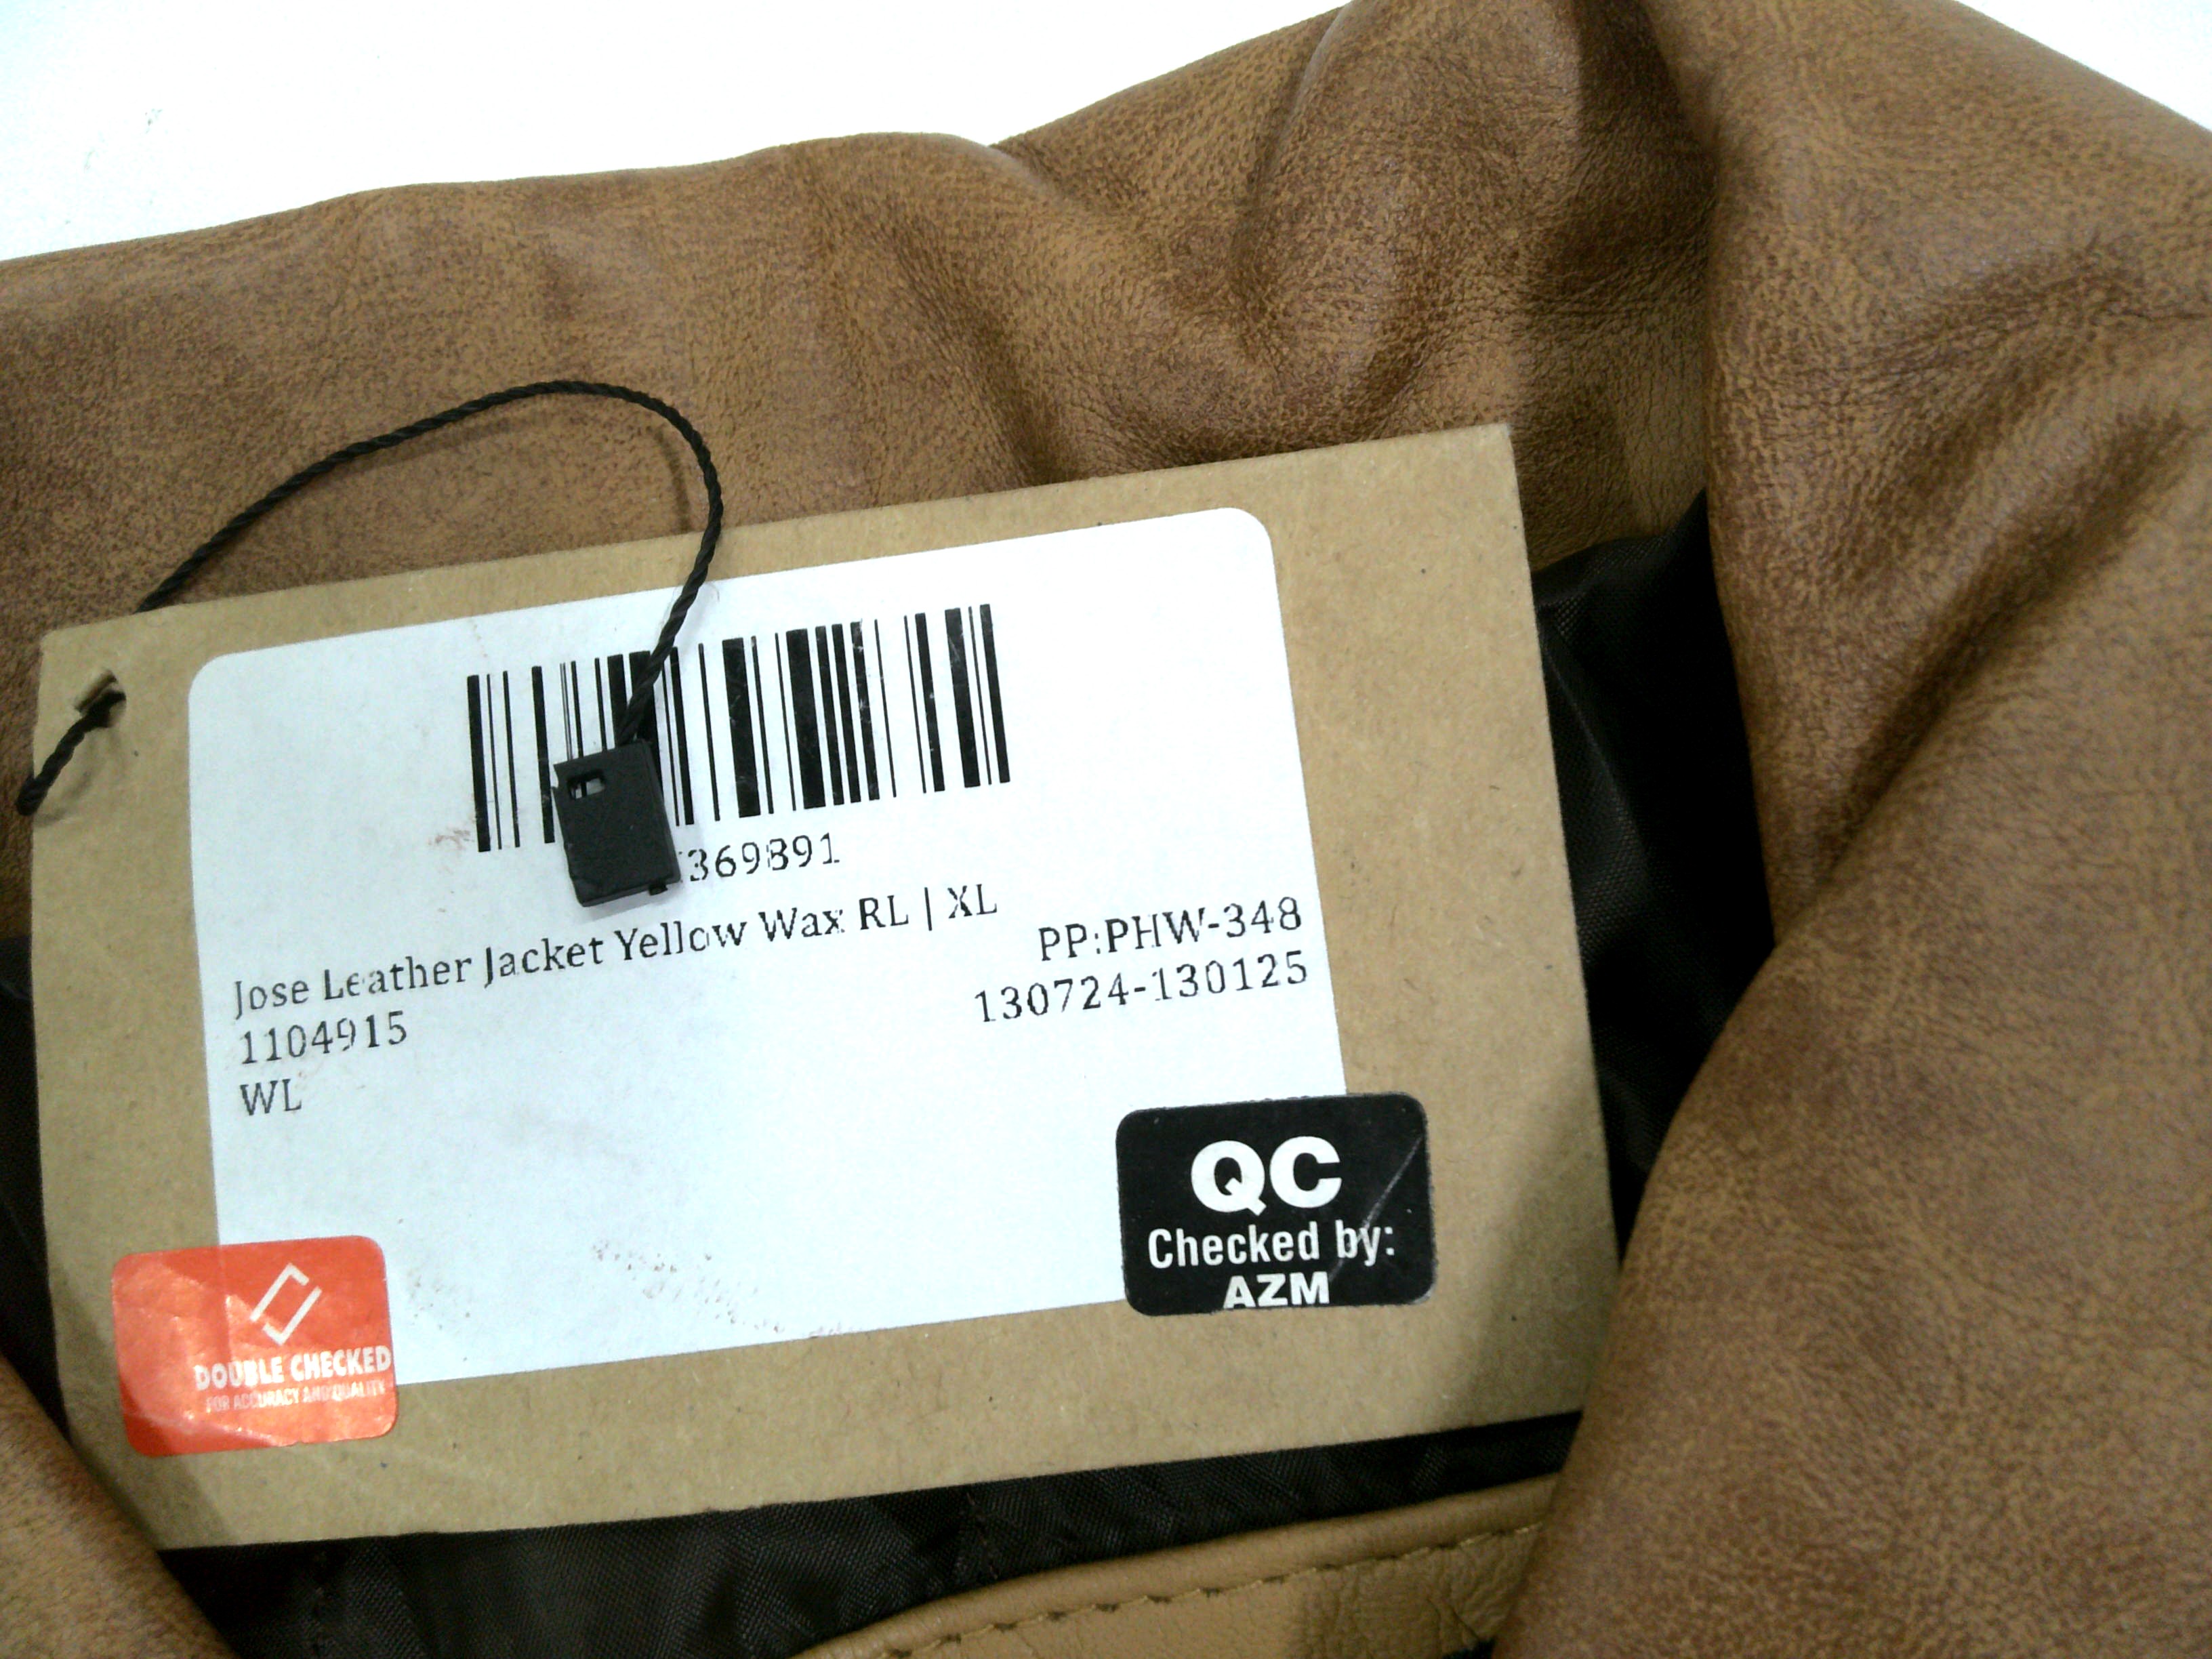 369891
Jose Leather Jacket Yellow Wax RL | XL
PP:PHW-348
1104915
130724-130125
WL
QC
Checked by:
AZM
DOUBLE CHECKED
FOR ACCURACY AND QUALITY